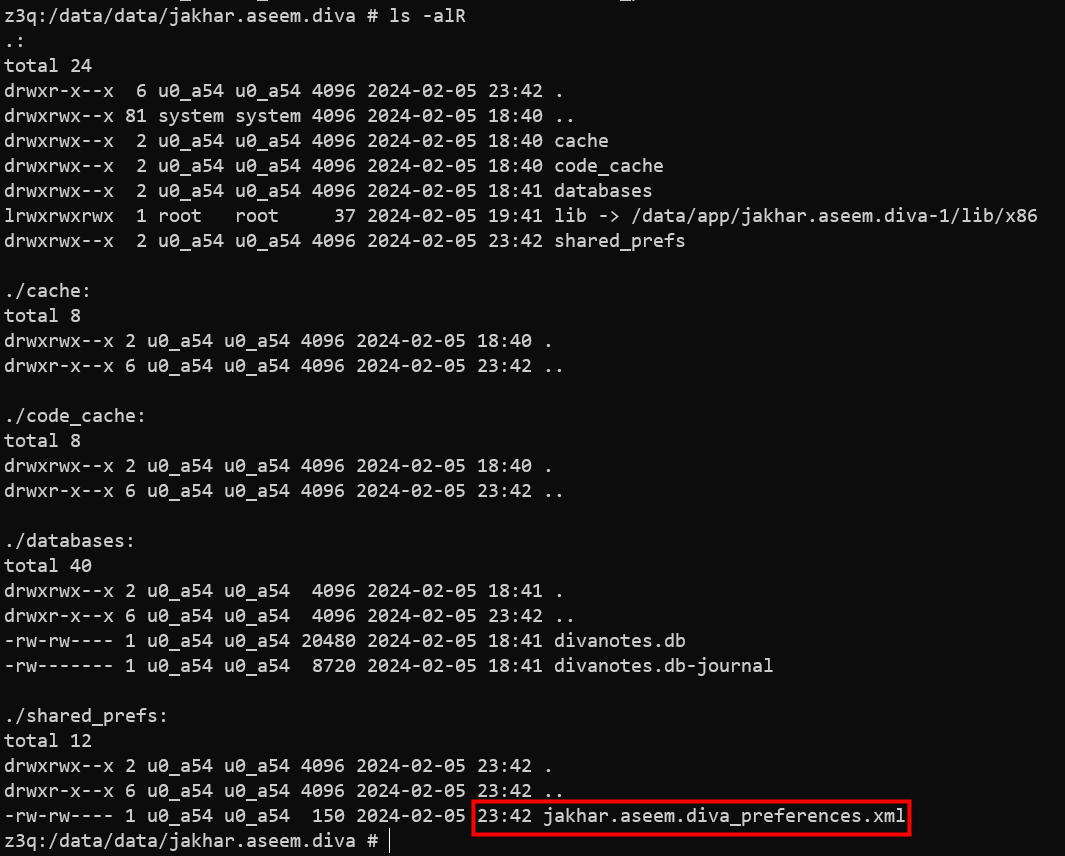 z3q:/data/data/jakhar.aseem.diva # ls -alR
.:
total 24
drwxr-x--x  6 u0_a54 u0_a54 4096 2024-02-05 23:42 .
drwxrwx--x 81 system system 4096 2024-02-05 18:40 ..
drwxrwx--x  2 u0_a54 u0_a54 4096 2024-02-05 18:40 cache
drwxrwx--x  2 u0_a54 u0_a54 4096 2024-02-05 18:40 code_cache
drwxrwx--x  2 u0_a54 u0_a54 4096 2024-02-05 18:41 databases
lrwxrwxrwx  1 root   root     37 2024-02-05 19:41 lib -> /data/app/jakhar.aseem.diva-1/lib/x86
drwxrwx--x  2 u0_a54 u0_a54 4096 2024-02-05 23:42 shared_prefs

./cache:
total 8
drwxrwx--x 2 u0_a54 u0_a54 4096 2024-02-05 18:40 .
drwxr-x--x 6 u0_a54 u0_a54 4096 2024-02-05 23:42 ..

./code_cache:
total 8
drwxrwx--x 2 u0_a54 u0_a54 4096 2024-02-05 18:40 .
drwxr-x--x 6 u0_a54 u0_a54 4096 2024-02-05 23:42 ..

./databases:
total 40
drwxrwx--x 2 u0_a54 u0_a54  4096 2024-02-05 18:41 .
drwxr-x--x 6 u0_a54 u0_a54  4096 2024-02-05 23:42 ..
-rw-rw---- 1 u0_a54 u0_a54 20480 2024-02-05 18:41 divanotes.db
-rw------- 1 u0_a54 u0_a54  8720 2024-02-05 18:41 divanotes.db-journal

./shared_prefs:
total 12
drwxrwx--x 2 u0_a54 u0_a54 4096 2024-02-05 23:42 .
drwxr-x--x 6 u0_a54 u0_a54 4096 2024-02-05 23:42 ..
-rw-rw---- 1 u0_a54 u0_a54  150 2024-02-05 23:42 jakhar.aseem.diva_preferences.xml
z3q:/data/data/jakhar.aseem.diva #